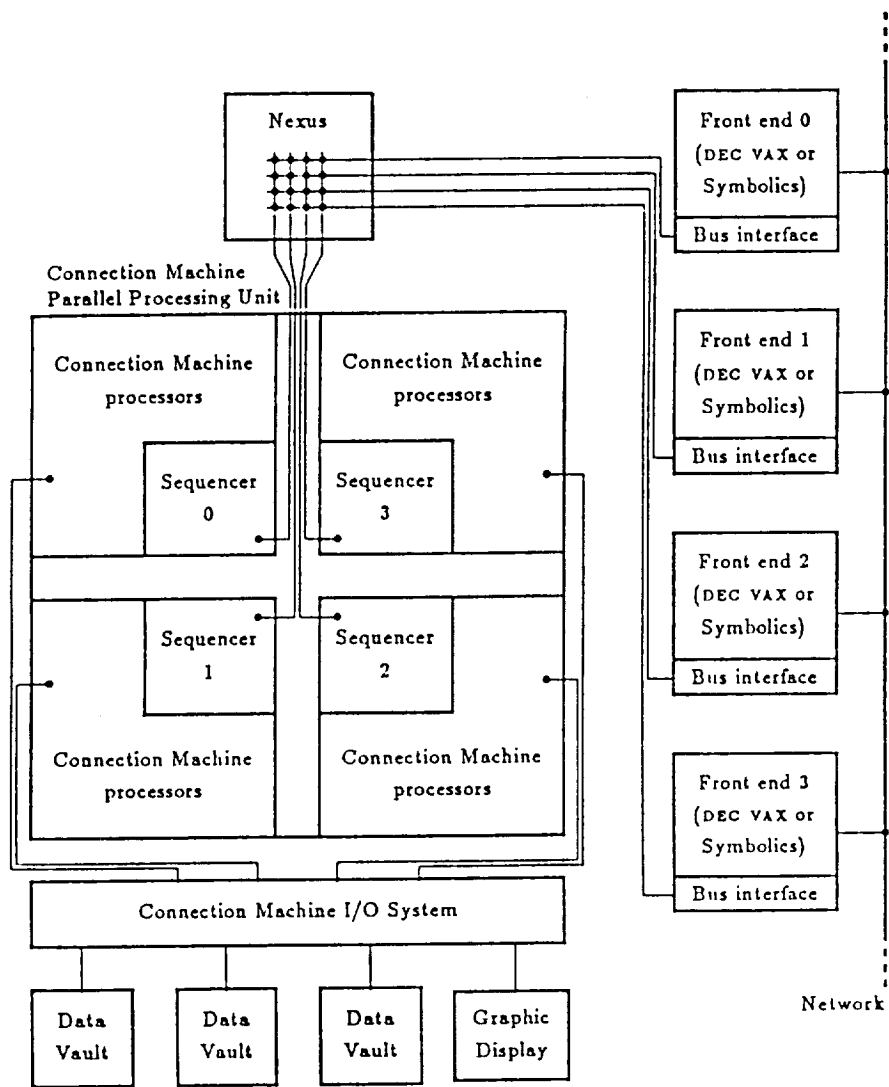 Nexus
Front end 0
(DEC VAX or
Symbolics)
Bus interface
Connection Machine
Parallel Processing Unit
Connection Machine
processors
Connection Machine
processors
Front end 1
(DEC VAX or
Symbolics)
Bus interface
Sequencer
0
Sequencer
3
Sequencer
1
Sequencer
2
Front end 2
(DEC VAX or
Symbolics)
Bus interface
Connection Machine
processors
Connection Machine
processors
Front end 3
(DEC VAX or
Symbolics)
Bus interface
Connection Machine I/O System
Data
Vault
Data
Vault
Data
Vault
Graphic
Display
Network